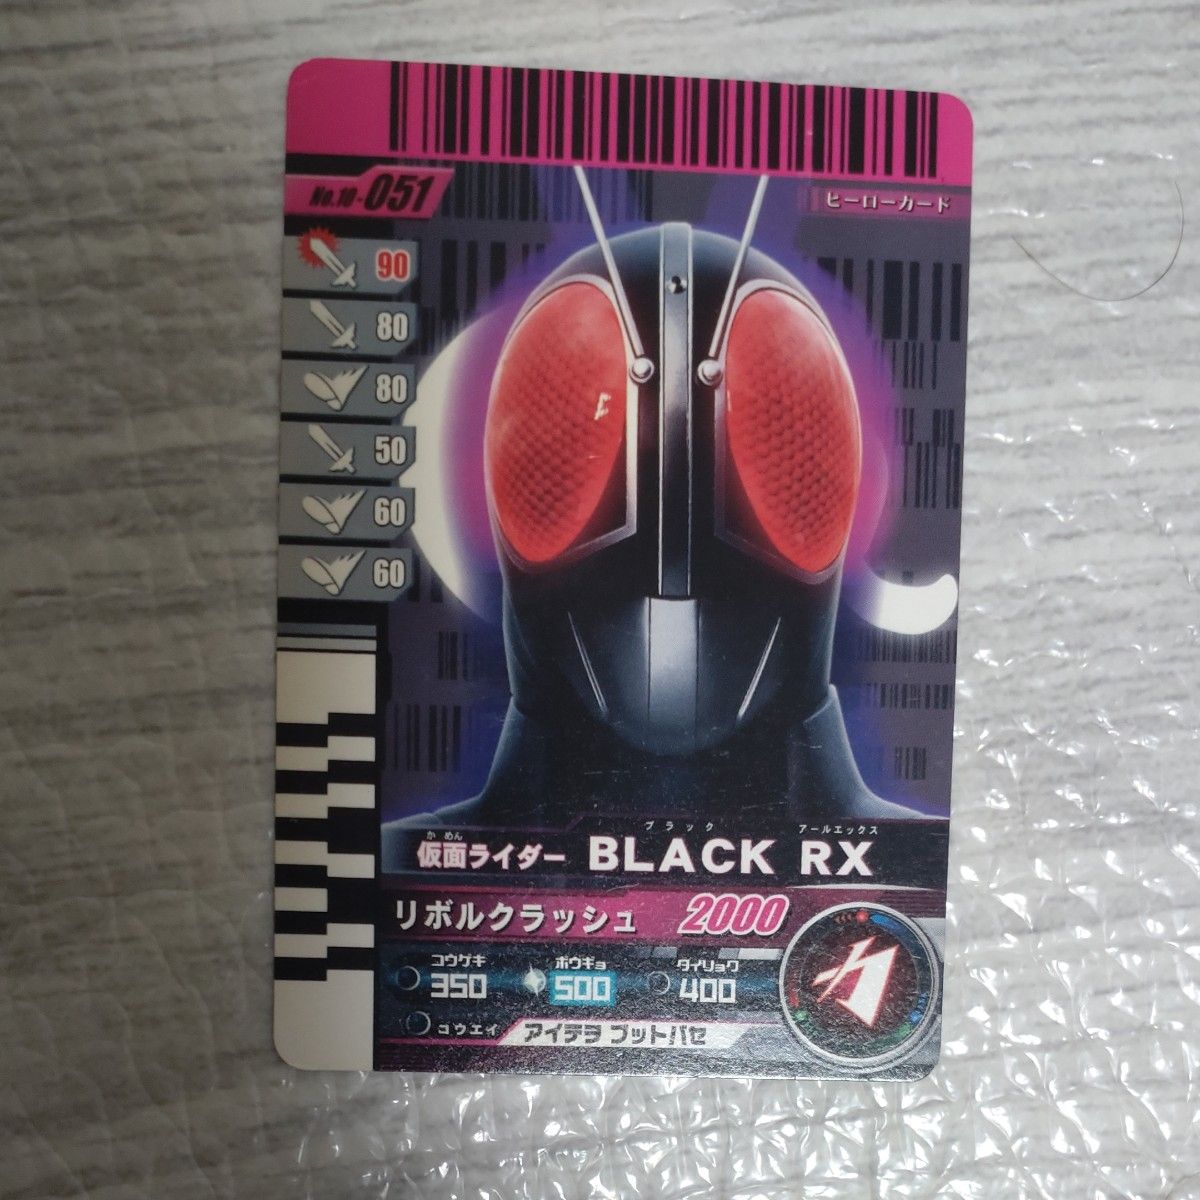 No.10-051
ヒーローカード
90
80
80
50
60
60
かめん ブラック アールエックス
仮面ライダー BLACK RX
リボルクラッシュ 2000
コウゲキ ボウギョ タイリョク
350 500 400
ゴウエイ アイテヲ ブットバセ